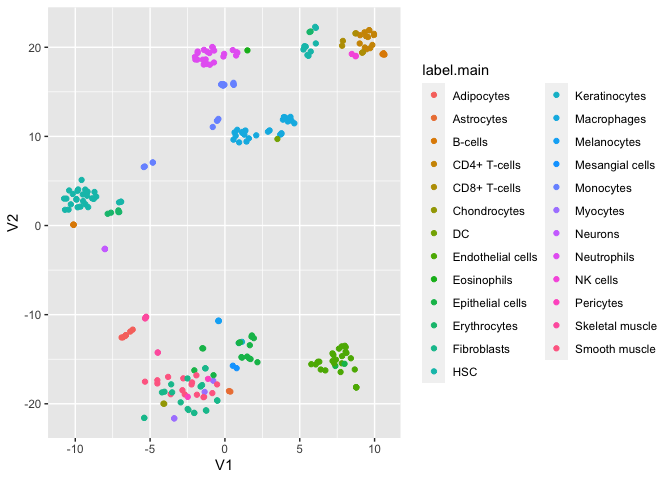 20
10
0
-10
-20
V2
-10
-5
0
5
10
V1
label.main
Adipocytes
Astrocytes
B-cells
CD4+ T-cells
CD8+ T-cells
Chondrocytes
DC
Endothelial cells
Eosinophils
Epithelial cells
Erythrocytes
Fibroblasts
HSC
Keratinocytes
Macrophages
Melanocytes
Mesangial cells
Monocytes
Myocytes
Neurons
Neutrophils
NK cells
Pericytes
Skeletal muscle
Smooth muscle